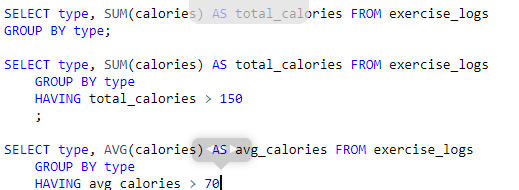 SELECT type, SUM(calories) AS total_calories FROM exercise_logs
GROUP BY type;
SELECT type, SUM(calories) AS total_calories FROM exercise_logs
GROUP BY type
HAVING total_calories > 150
;
SELECT type, AVG(calories) AS avg_calories FROM exercise_logs
GROUP BY type
HAVING avg_calories > 70